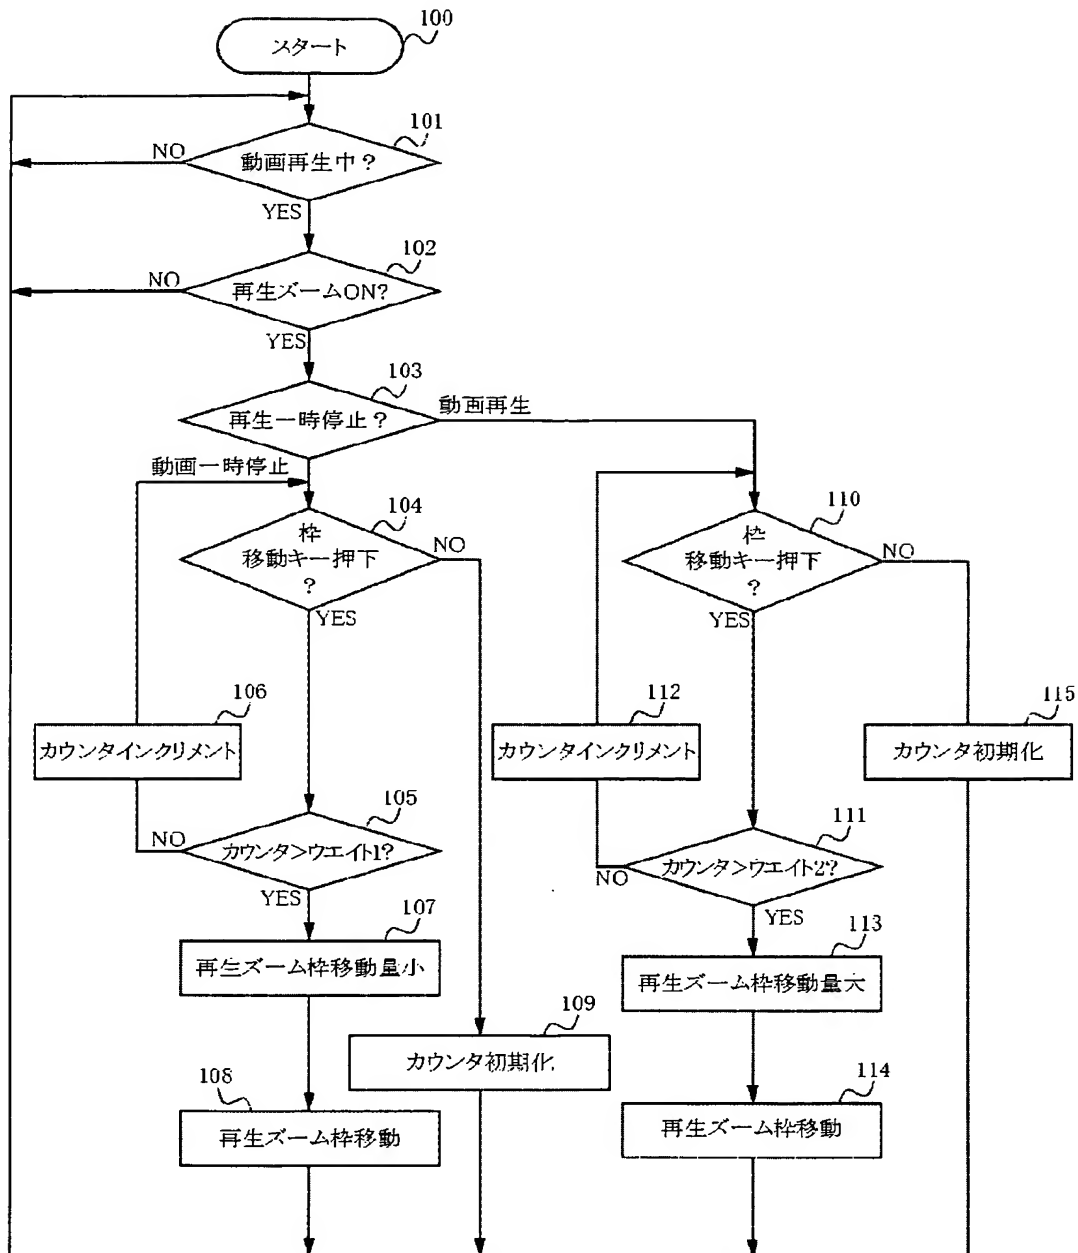 100
スタート
101
動画再生中？
NO
YES
102
再生ズームON?
NO
YES
103
再生一時停止？
動画再生
動画一時停止
104
枠
移動キー押下
？
NO
YES
110
枠
移動キー押下
？
NO
YES
106
カウンタインクリメント
112
カウンタインクリメント
115
カウンタ初期化
105
カウンタ>ウエイト1?
NO
YES
111
カウンタ>ウエイト2?
NO
YES
107
再生ズーム枠移動量小
113
再生ズーム枠移動量大
109
カウンタ初期化
108
再生ズーム枠移動
114
再生ズーム枠移動